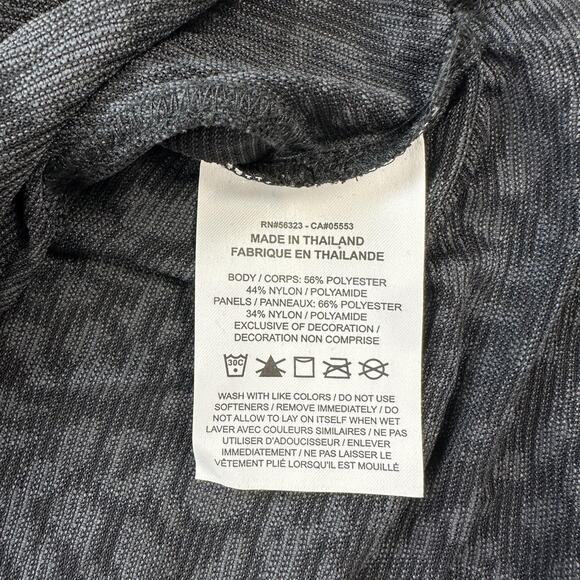 RN#56323 - CA#05553
MADE IN THAILAND
FABRIQUE EN THAÏLANDE
BODY / CORPS: 56% POLYESTER
44% NYLON / POLYAMIDE
PANELS / PANNEAUX: 66% POLYESTER
34% NYLON / POLYAMIDE
EXCLUSIVE OF DECORATION /
DECORATION NON COMPRISE
30C
WASH WITH LIKE COLORS / DO NOT USE
SOFTENERS / REMOVE IMMEDIATELY / DO
NOT ALLOW TO LAY ON ITSELF WHEN WET
LAVER AVEC COULEURS SIMILAIRES / NE PAS
UTILISER D'ADOUCISSEUR / ENLEVER
IMMÉDIATEMENT / NE PAS LAISSER LE
VÊTEMENT PLIÉ LORSQU'IL EST MOUILLÉ